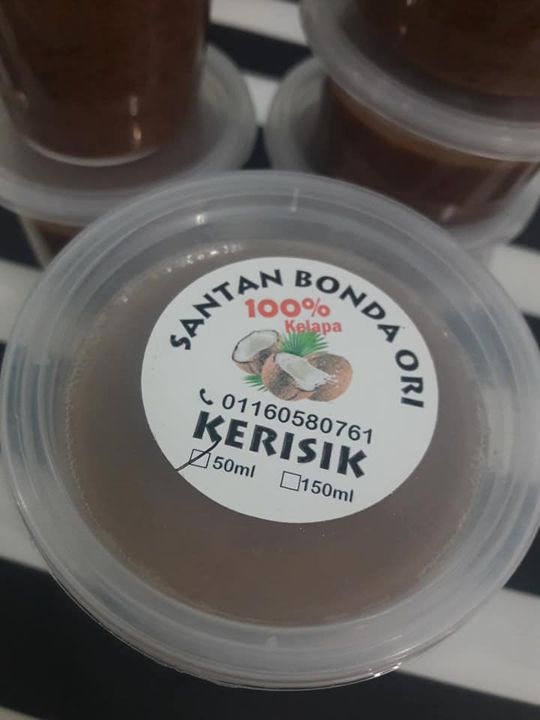 SANTAN BONDA ORI
100%
Kelapa
01160580761
KERISIK
50ml 150ml